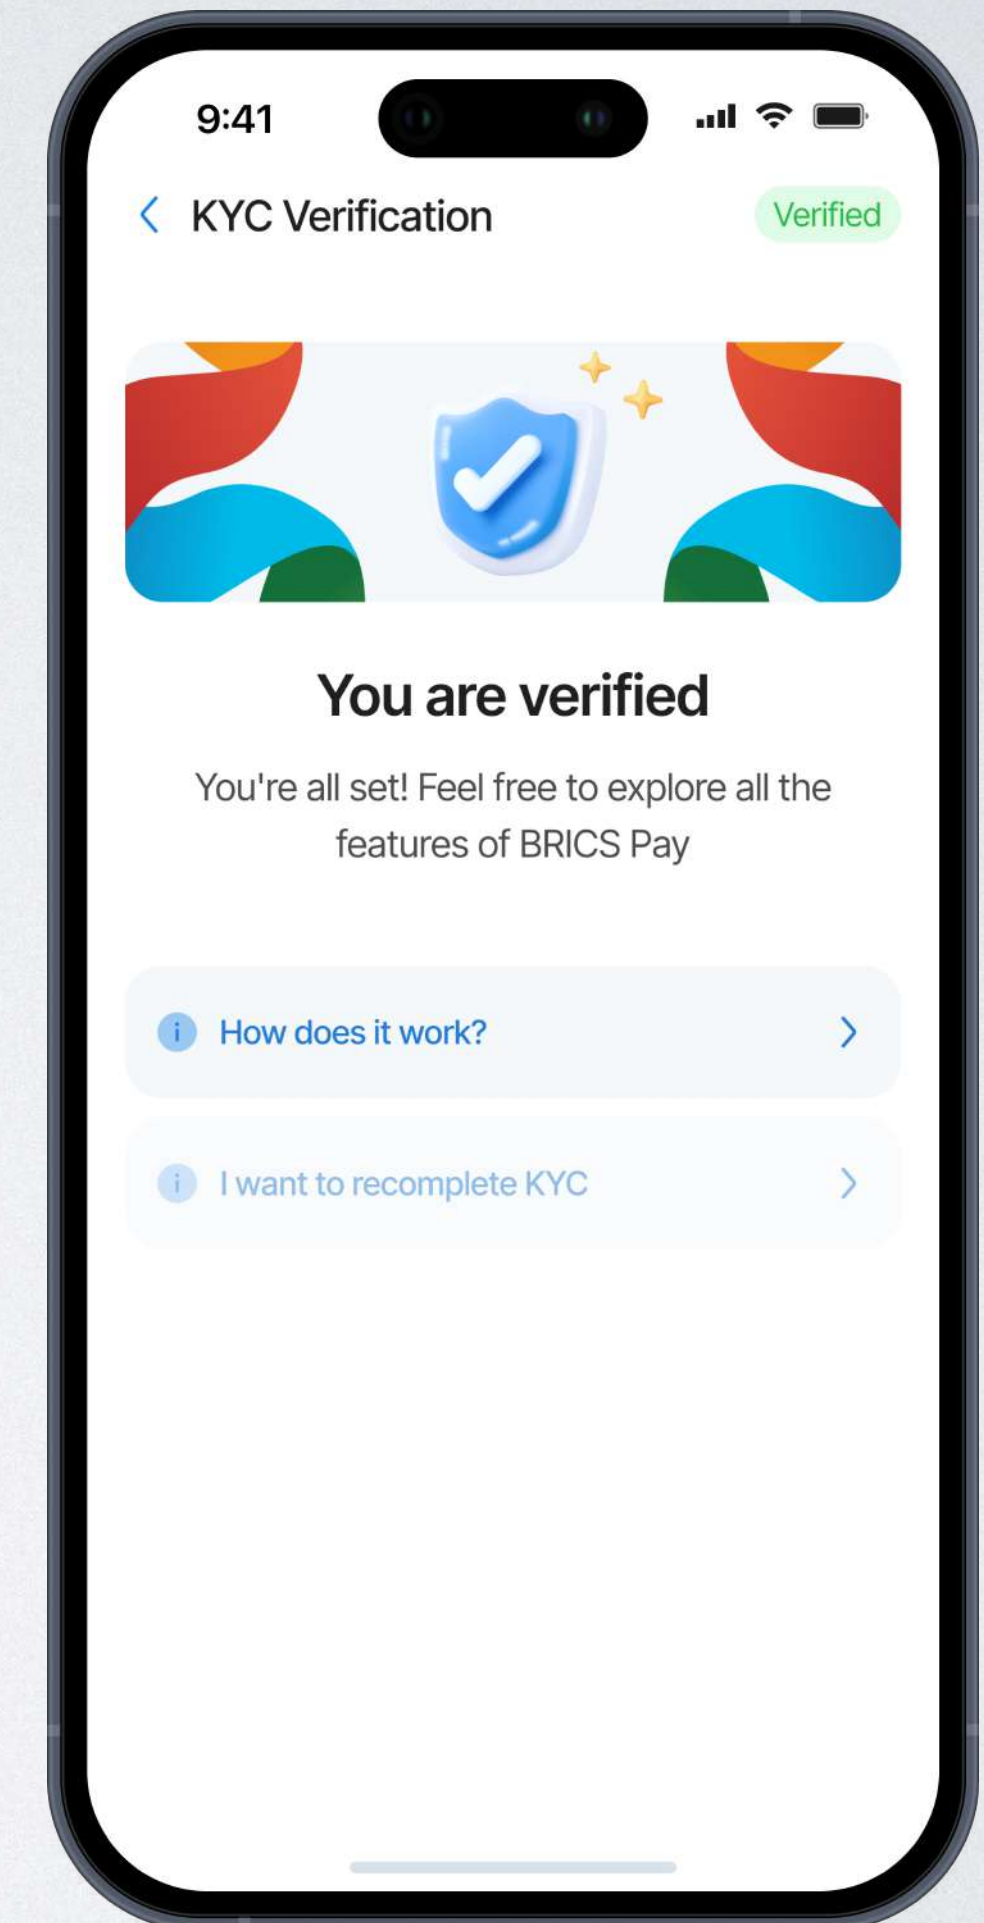 9:41
KYC Verification
Verified
You are verified
You're all set! Feel free to explore all the
features of BRICS Pay
How does it work?
I want to recomplete KYC